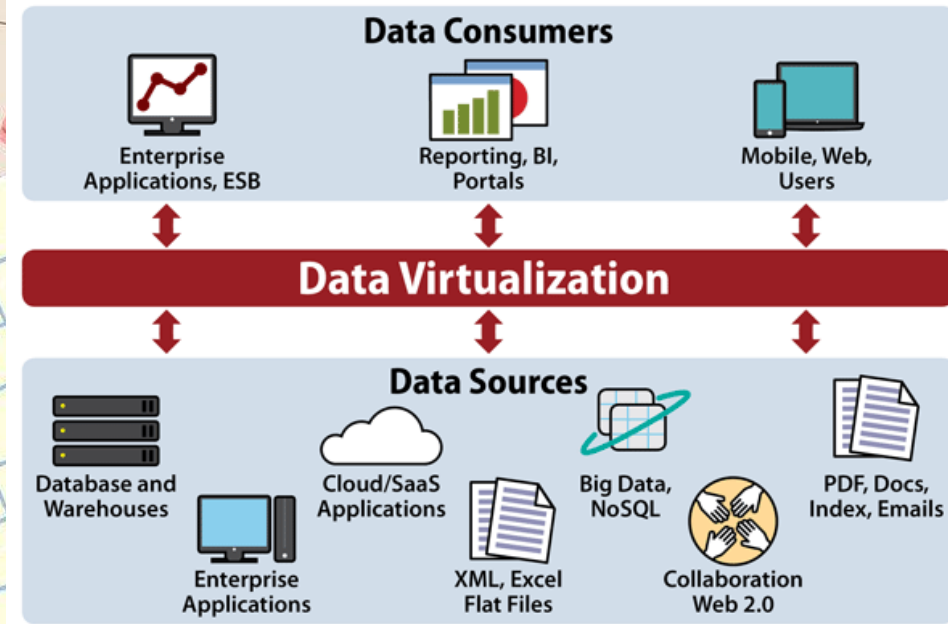 Data Consumers
Enterprise
Applications, ESB
Reporting, BI,
Portals
Mobile, Web,
Users
Data Virtualization
Data Sources
Database and
Warehouses
Enterprise
Applications
Cloud/SaaS
Applications
XML, Excel
Flat Files
Big Data,
NoSQL
Collaboration
Web 2.0
PDF, Docs,
Index, Emails